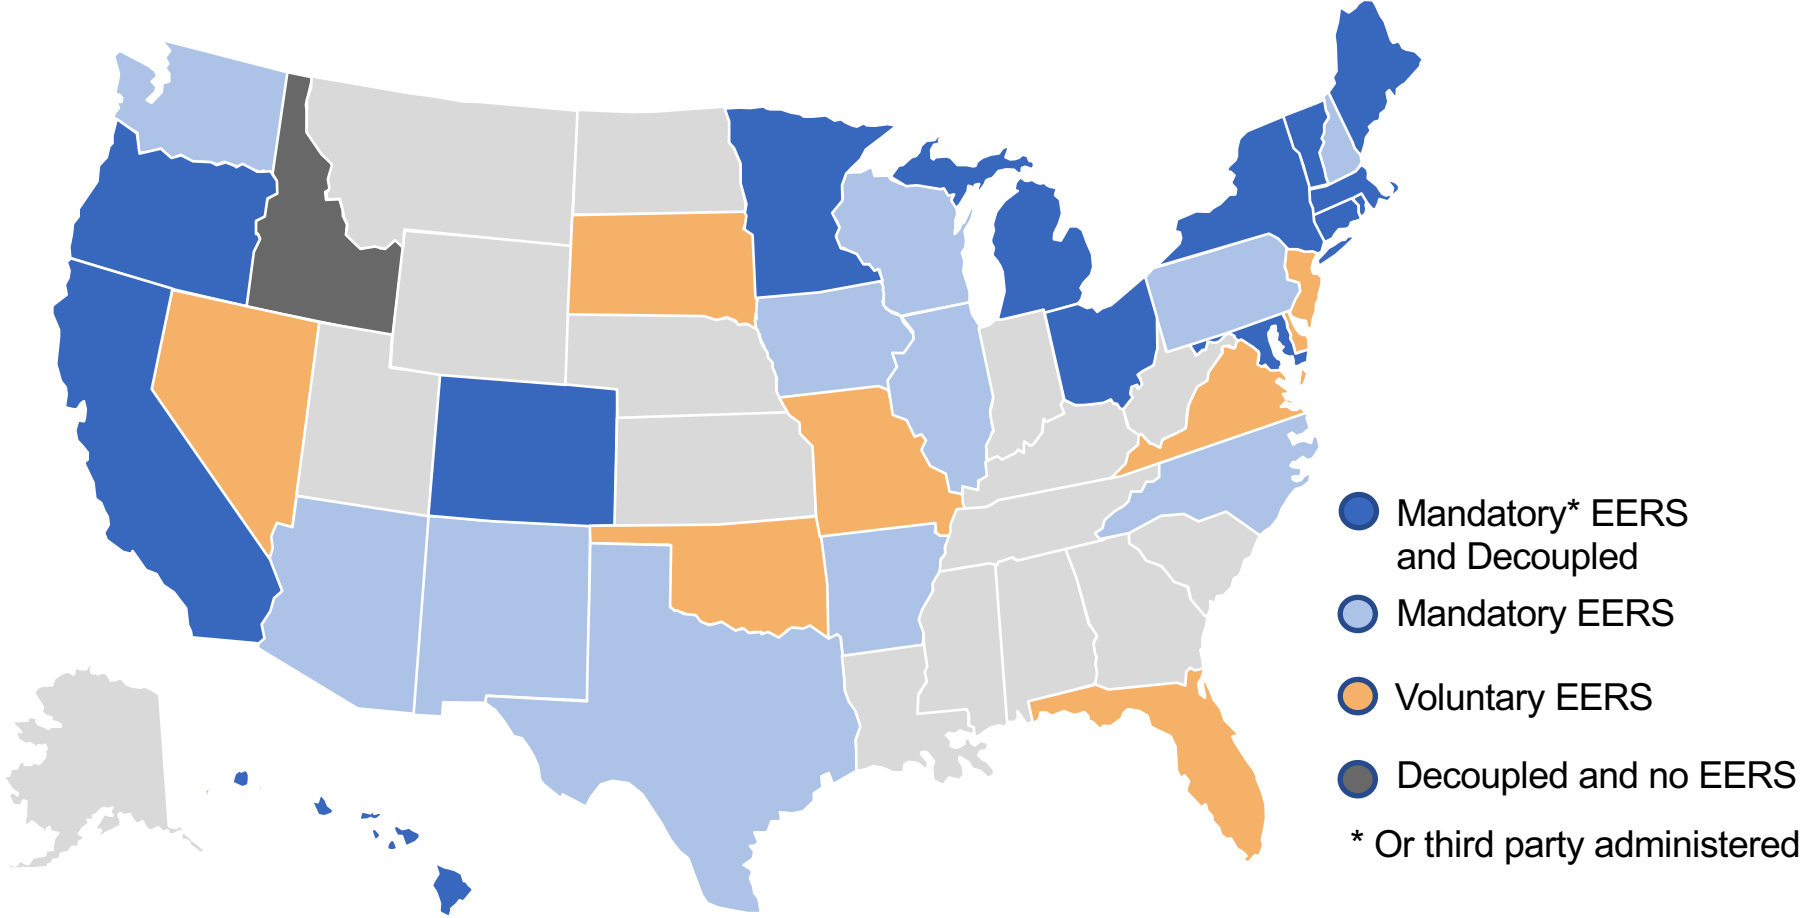 Mandatory* EERS
and Decoupled
Mandatory EERS
Voluntary EERS
Decoupled and no EERS
* Or third party administered